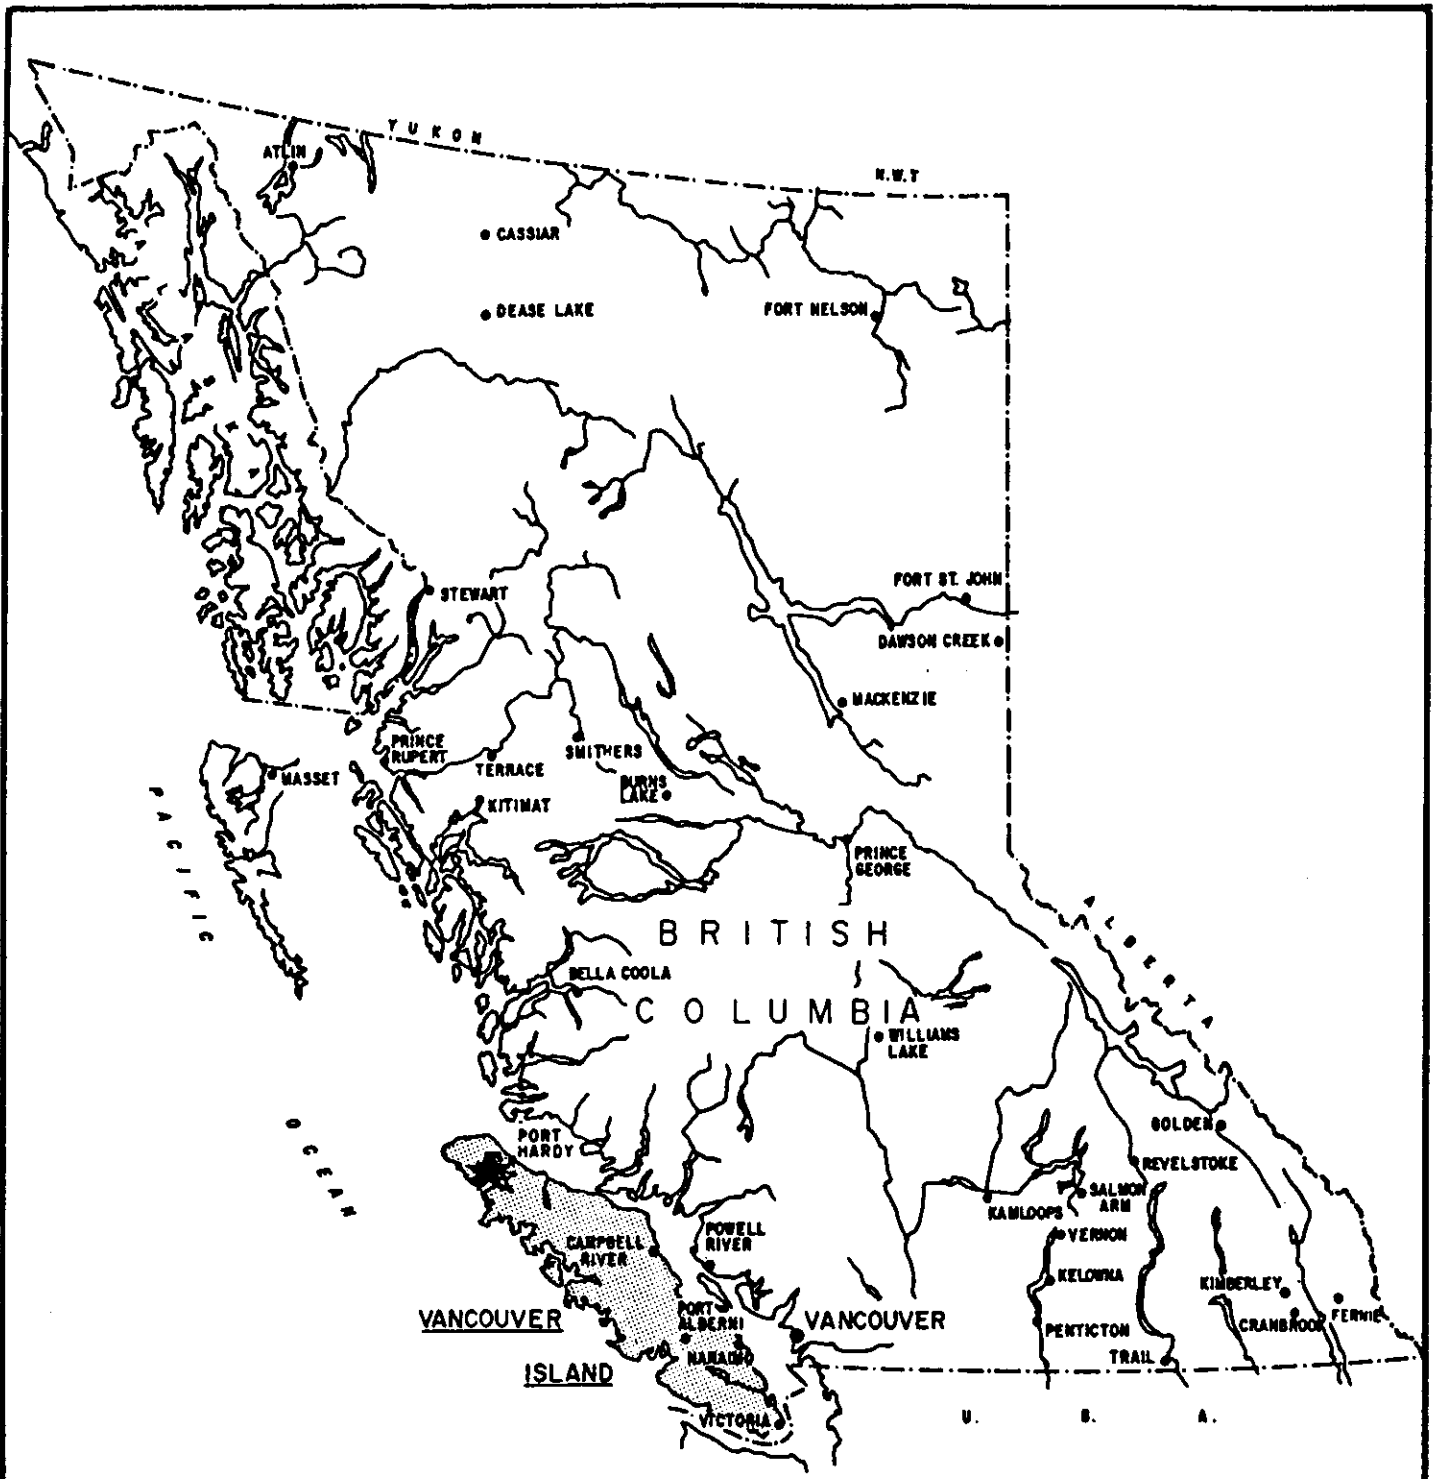 YUKON
N.W.T
ATLIN
CASSIAR
DEASE LAKE
FORT NELSON
ALASKA
STEWART
FORT ST. JOHN
DAWSON CREEK
MACKENZIE
PRINCE
RUPERT
SMITHERS
TERRACE
MASSET
BURNS
LAKE
KITIMAT
PRINCE
GEORGE
PACIFIC
OCEAN
ALBERTA
BRITISH
COLUMBIA
BELLA COOLA
WILLIAMS
LAKE
PORT
HARDY
GOLDEN
REVELSTOKE
SALMON
ARM
KAMLOOPS
POWELL
RIVER
VERNON
CAMPBELL
RIVER
KELOWNA
KIMBERLEY
FERNIE
CRANBROOK
PORT
ALBERNI
VANCOUVER
ISLAND
VANCOUVER
PENTICTON
NANAIMO
TRAIL
VICTORIA
U. S. A.